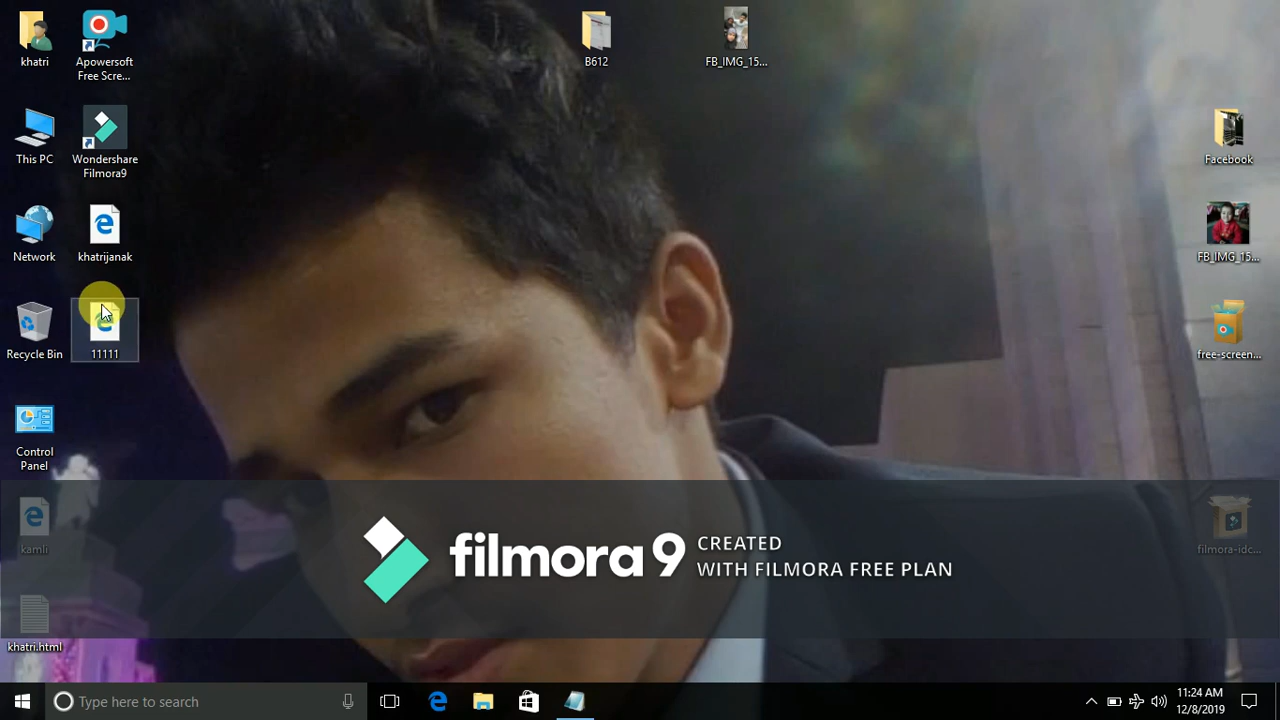 khatri
Apowersoft
Free Scre...
B612
FB_IMG_15...
This PC
Wondershare
Filmora9
Facebook
Network
khatrijanak
FB_IMG_15...
Recycle Bin
11111
free-screen...
Control
Panel
kamli
filmora 9
CREATED
WITH FILMORA FREE PLAN
filmora-idc...
khatri.html
Type here to search
11:24 AM
12/8/2019